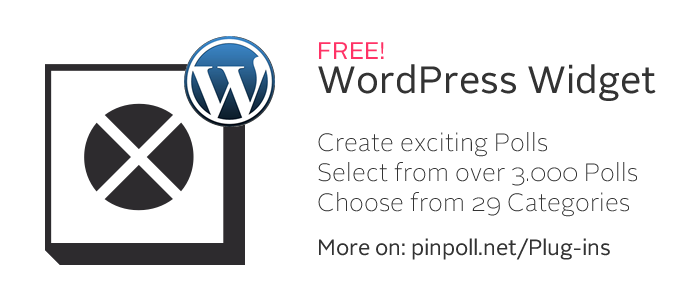 FREE!
WordPress Widget
Create exciting Polls
Select from over 3.000 Polls
Choose from 29 Categories
More on: pinpoll.net/Plug-ins